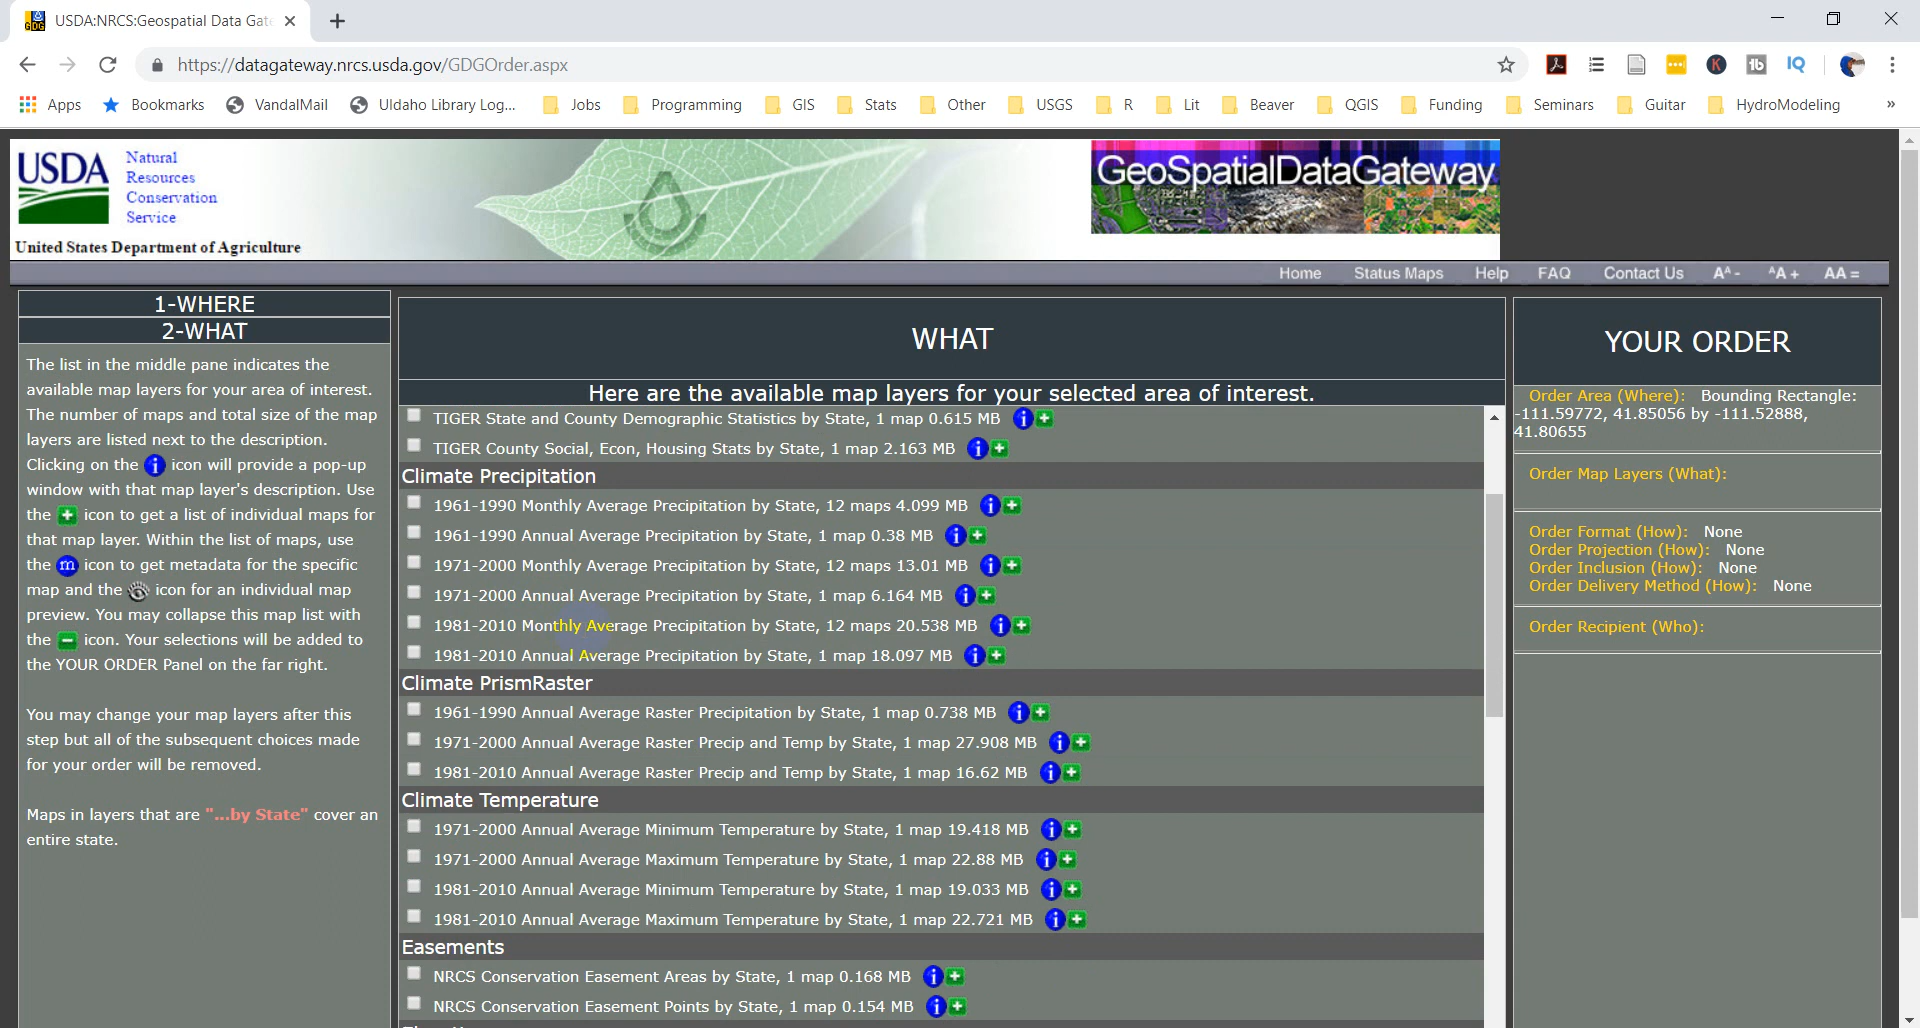 USDA:NRCS:Geospatial Data Gate
https://datagateway.nrcs.usda.gov/GDGOrder.aspx
Apps Bookmarks VandalMail UIdaho Library Log... Jobs Programming GIS Stats Other USGS R Lit Beaver QGIS Funding Seminars Guitar HydroModeling »
USDA
Natural
Resources
Conservation
Service
United States Department of Agriculture
GeoSpatialDataGateway
Home Status Maps Help FAQ Contact Us AA - AA + AA =
1-WHERE
2-WHAT
The list in the middle pane indicates the
available map layers for your area of interest.
The number of maps and total size of the map
layers are listed next to the description.
Clicking on the i icon will provide a pop-up
window with that map layer's description. Use
the + icon to get a list of individual maps for
that map layer. Within the list of maps, use
the m icon to get metadata for the specific
map and the icon for an individual map
preview. You may collapse this map list with
the − icon. Your selections will be added to
the YOUR ORDER Panel on the far right.
You may change your map layers after this
step but all of the subsequent choices made
for your order will be removed.
Maps in layers that are "...by State" cover an
entire state.
WHAT
Here are the available map layers for your selected area of interest.
TIGER State and County Demographic Statistics by State, 1 map 0.615 MB
TIGER County Social, Econ, Housing Stats by State, 1 map 2.163 MB
Climate Precipitation
1961-1990 Monthly Average Precipitation by State, 12 maps 4.099 MB
1961-1990 Annual Average Precipitation by State, 1 map 0.38 MB
1971-2000 Monthly Average Precipitation by State, 12 maps 13.01 MB
1971-2000 Annual Average Precipitation by State, 1 map 6.164 MB
1981-2010 Monthly Average Precipitation by State, 12 maps 20.538 MB
1981-2010 Annual Average Precipitation by State, 1 map 18.097 MB
Climate PrismRaster
1961-1990 Annual Average Raster Precipitation by State, 1 map 0.738 MB
1971-2000 Annual Average Raster Precip and Temp by State, 1 map 27.908 MB
1981-2010 Annual Average Raster Precip and Temp by State, 1 map 16.62 MB
Climate Temperature
1971-2000 Annual Average Minimum Temperature by State, 1 map 19.418 MB
1971-2000 Annual Average Maximum Temperature by State, 1 map 22.88 MB
1981-2010 Annual Average Minimum Temperature by State, 1 map 19.033 MB
1981-2010 Annual Average Maximum Temperature by State, 1 map 22.721 MB
Easements
NRCS Conservation Easement Areas by State, 1 map 0.168 MB
NRCS Conservation Easement Points by State, 1 map 0.154 MB
YOUR ORDER
Order Area (Where): Bounding Rectangle:
-111.59772, 41.85056 by -111.52888,
41.80655
Order Map Layers (What):
Order Format (How): None
Order Projection (How): None
Order Inclusion (How): None
Order Delivery Method (How): None
Order Recipient (Who):